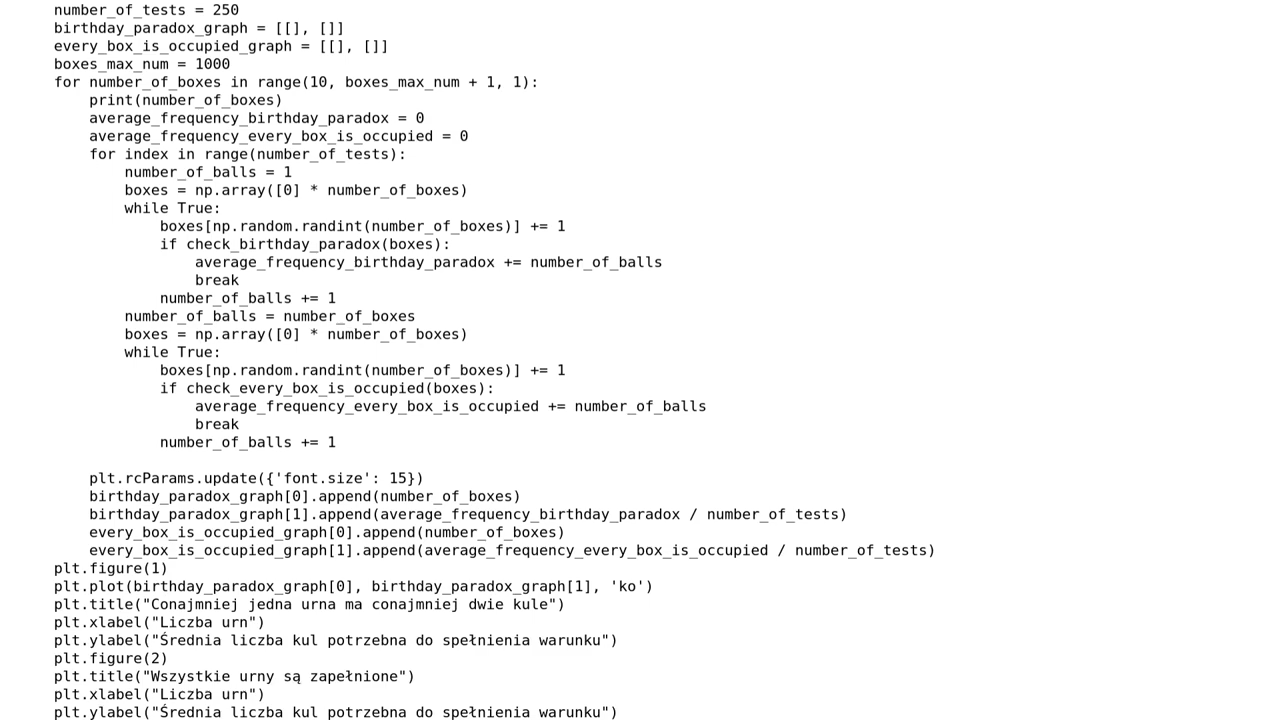 number_of_tests = 250
birthday_paradox_graph = [[], []]
every_box_is_occupied_graph = [[], []]
boxes_max_num = 1000
for number_of_boxes in range(10, boxes_max_num + 1, 1):
    print(number_of_boxes)
    average_frequency_birthday_paradox = 0
    average_frequency_every_box_is_occupied = 0
    for index in range(number_of_tests):
        number_of_balls = 1
        boxes = np.array([0] * number_of_boxes)
        while True:
            boxes[np.random.randint(number_of_boxes)] += 1
            if check_birthday_paradox(boxes):
                average_frequency_birthday_paradox += number_of_balls
                break
            number_of_balls += 1
        number_of_balls = number_of_boxes
        boxes = np.array([0] * number_of_boxes)
        while True:
            boxes[np.random.randint(number_of_boxes)] += 1
            if check_every_box_is_occupied(boxes):
                average_frequency_every_box_is_occupied += number_of_balls
                break
            number_of_balls += 1

    plt.rcParams.update({'font.size': 15})
    birthday_paradox_graph[0].append(number_of_boxes)
    birthday_paradox_graph[1].append(average_frequency_birthday_paradox / number_of_tests)
    every_box_is_occupied_graph[0].append(number_of_boxes)
    every_box_is_occupied_graph[1].append(average_frequency_every_box_is_occupied / number_of_tests)
plt.figure(1)
plt.plot(birthday_paradox_graph[0], birthday_paradox_graph[1], 'ko')
plt.title("Conajmniej jedna urna ma conajmniej dwie kule")
plt.xlabel("Liczba urn")
plt.ylabel("Średnia liczba kul potrzebna do spełnienia warunku")
plt.figure(2)
plt.title("Wszystkie urny są zapełnione")
plt.xlabel("Liczba urn")
plt.ylabel("Średnia liczba kul potrzebna do spełnienia warunku")